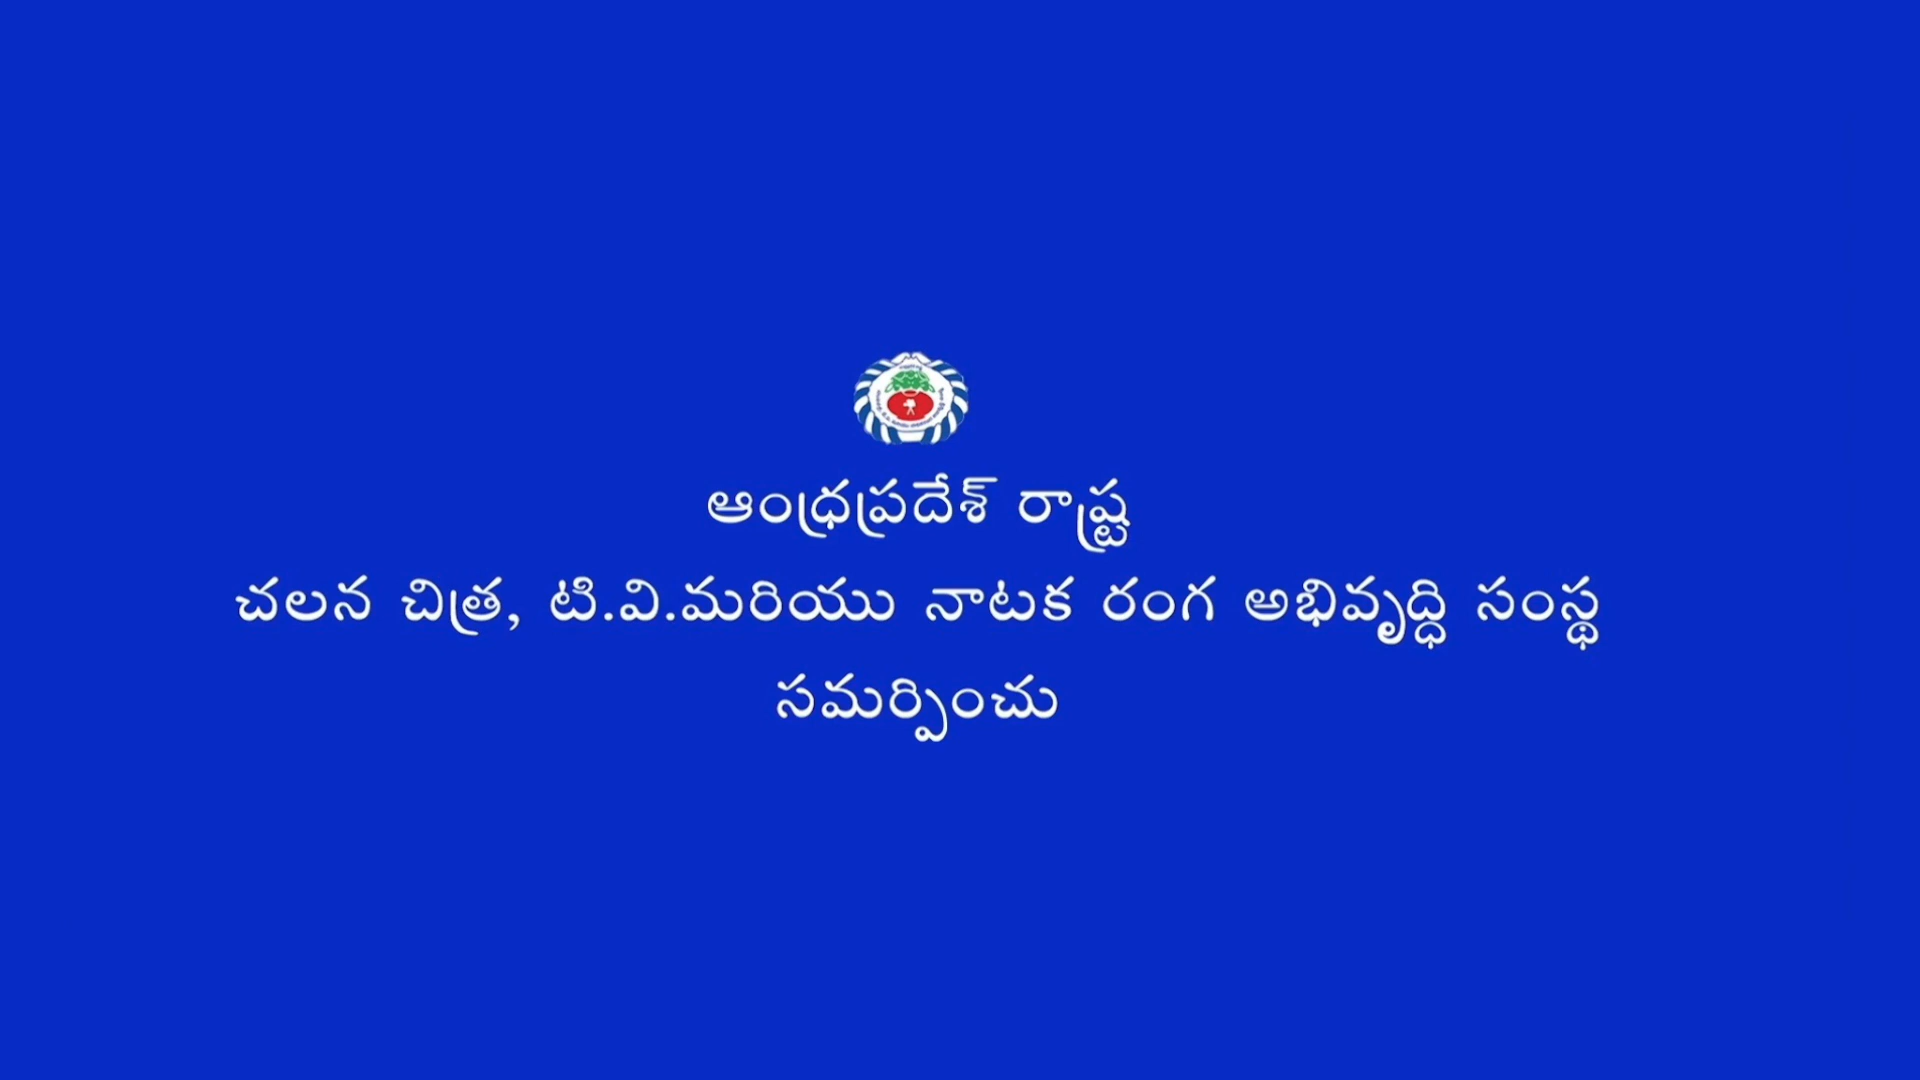 ఆంధ్రప్రదేశ్ రాష్ట్ర
చలన చిత్ర, టి.వి.మరియు నాటక రంగ అభివృద్ధి సంస్థ
సమర్పించు